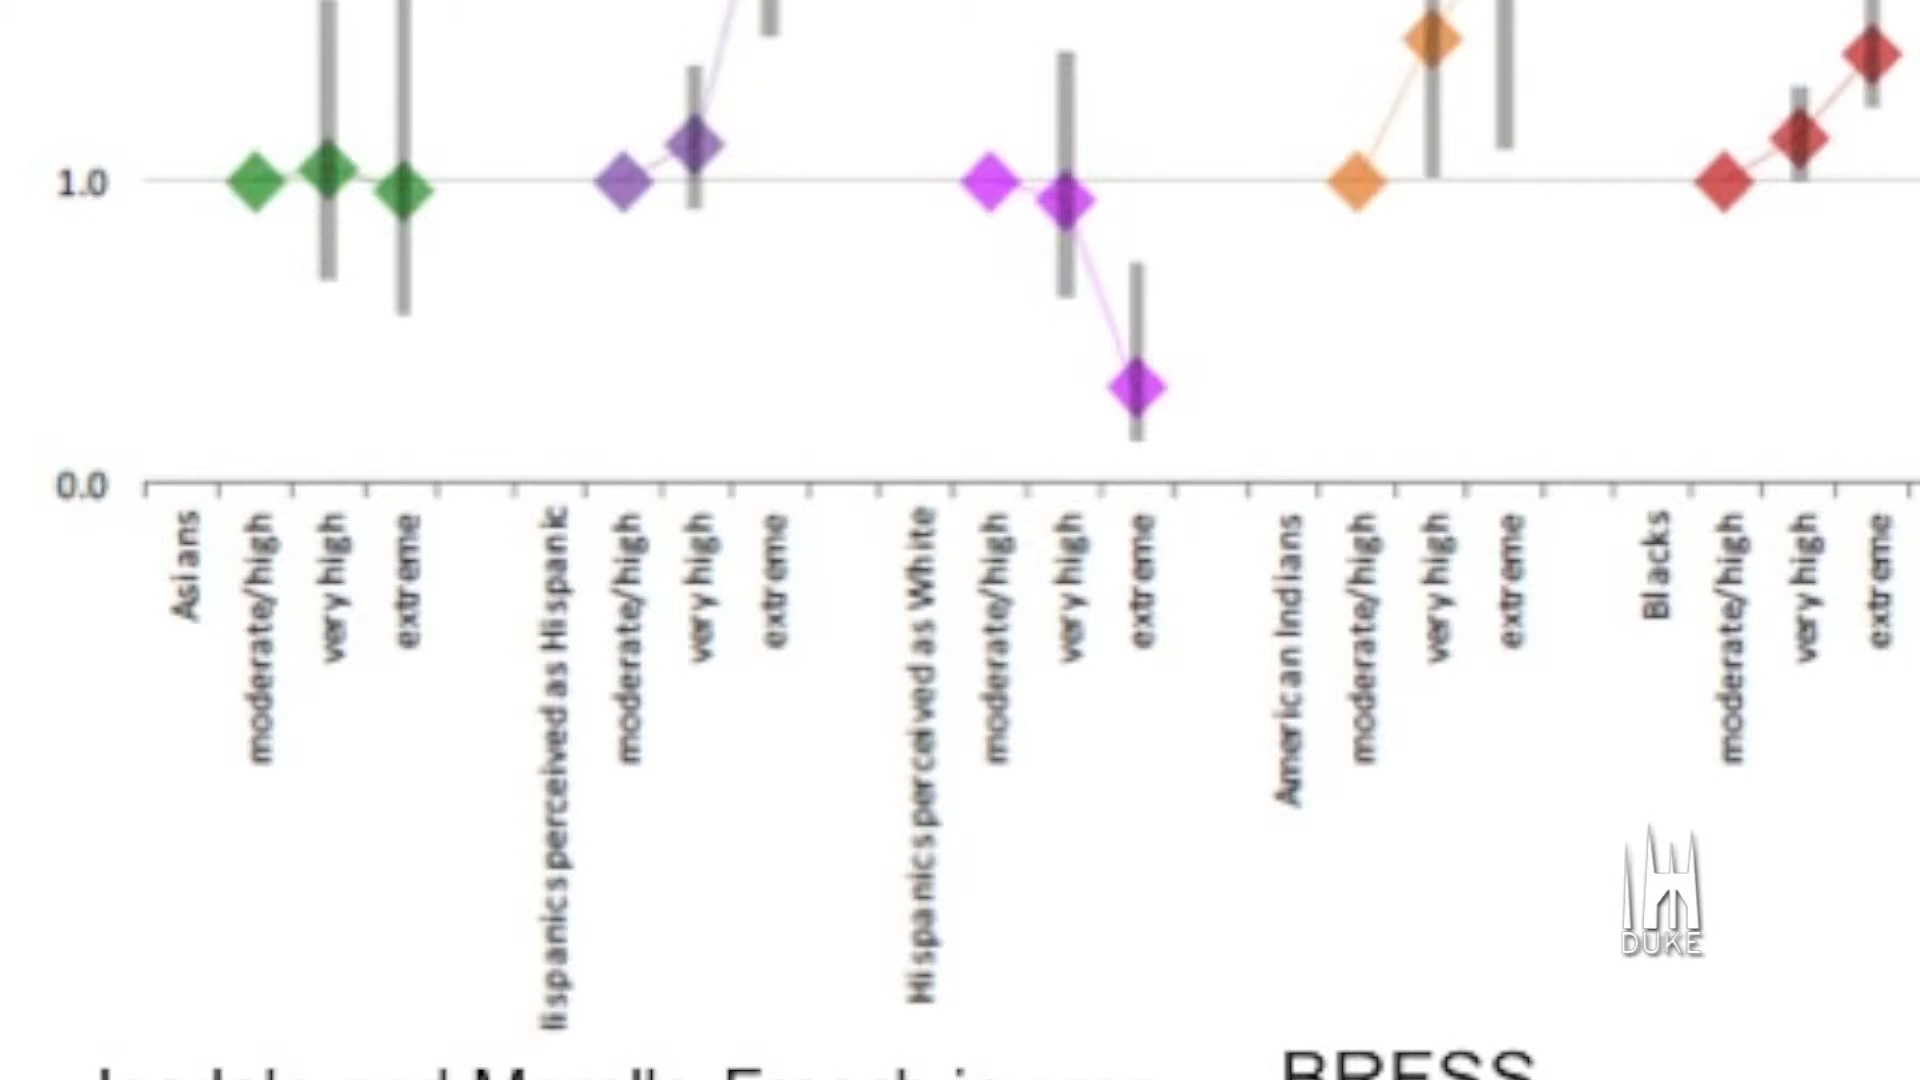 1.0
0.0
Asians
moderate/high
very high
extreme
perceived as Hispanic
moderate/high
very high
extreme
Hispanics perceived as White
moderate/high
very high
extreme
American Indians
moderate/high
very high
extreme
Blacks
moderate/high
very high
extreme
DUKE
and
BRFSS